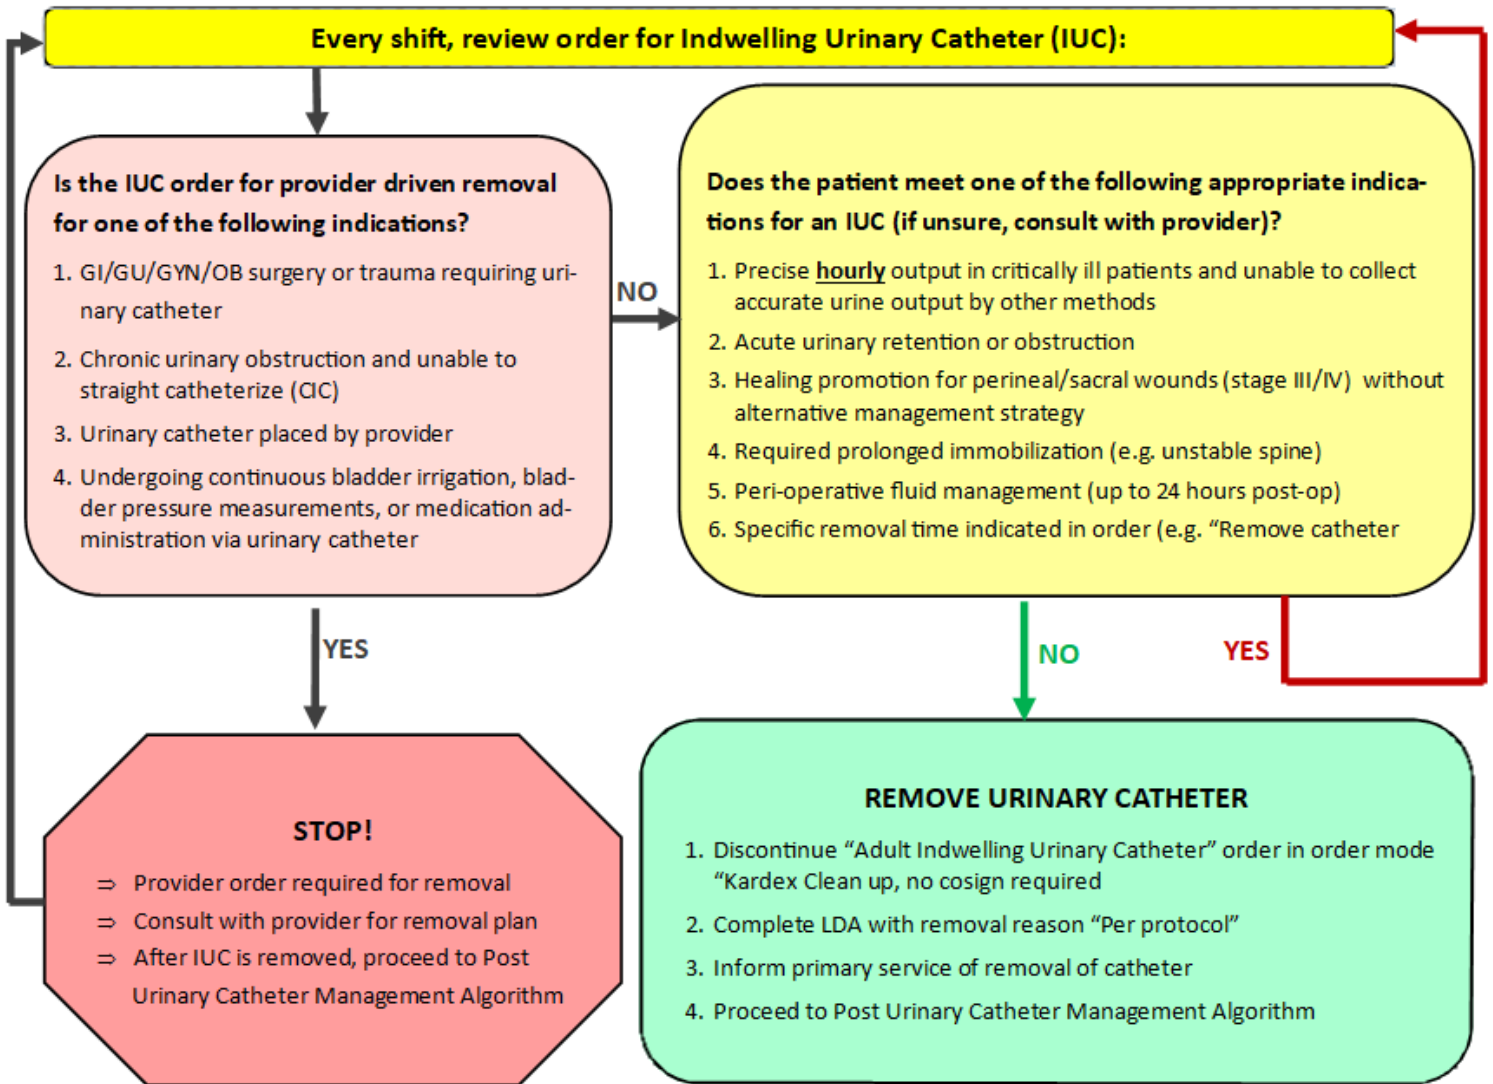 Every shift, review order for Indwelling Urinary Catheter (IUC):
Is the IUC order for provider driven removal
for one of the following indications?
1. GI/GU/GYN/OB surgery or trauma requiring uri-
nary catheter
2. Chronic urinary obstruction and unable to
straight catheterize (CIC)
3. Urinary catheter placed by provider
4. Undergoing continuous bladder irrigation, blad-
der pressure measurements, or medication ad-
ministration via urinary catheter
NO
Does the patient meet one of the following appropriate indica-
tions for an IUC (if unsure, consult with provider)?
1. Precise hourly output in critically ill patients and unable to collect
accurate urine output by other methods
2. Acute urinary retention or obstruction
3. Healing promotion for perineal/sacral wounds (stage III/IV) without
alternative management strategy
4. Required prolonged immobilization (e.g. unstable spine)
5. Peri-operative fluid management (up to 24 hours post-op)
6. Specific removal time indicated in order (e.g. “Remove catheter
YES
NO
YES
STOP!
⇒ Provider order required for removal
⇒ Consult with provider for removal plan
⇒ After IUC is removed, proceed to Post
Urinary Catheter Management Algorithm
REMOVE URINARY CATHETER
1. Discontinue “Adult Indwelling Urinary Catheter” order in order mode
“Kardex Clean up, no cosign required
2. Complete LDA with removal reason “Per protocol”
3. Inform primary service of removal of catheter
4. Proceed to Post Urinary Catheter Management Algorithm